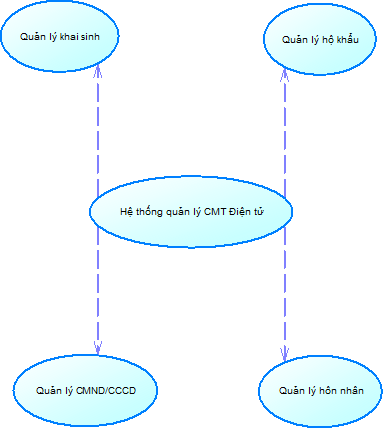 Quản lý khai sinh
Quản lý hộ khẩu
Hệ thống quản lý CMT Điện tử
Quản lý CMND/CCCD
Quản lý hôn nhân